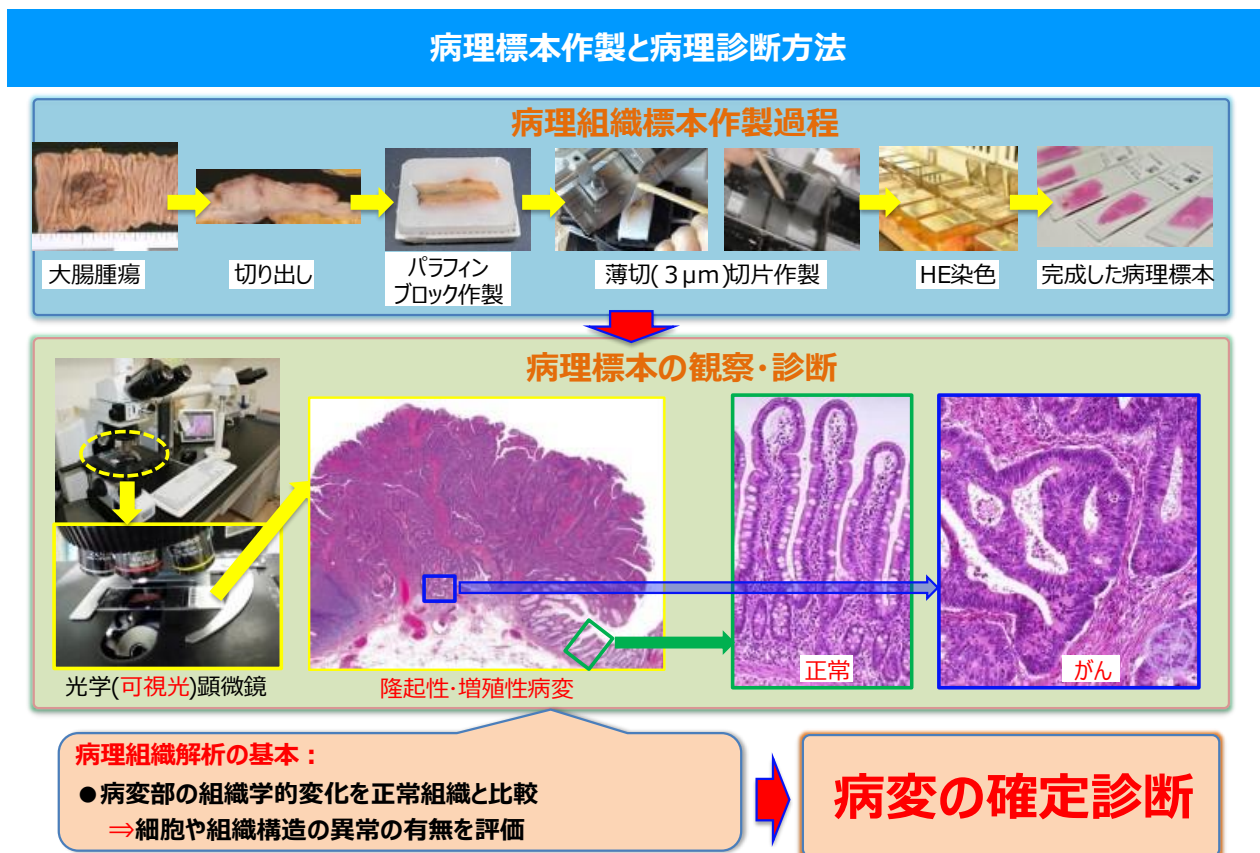 病理標本作製と病理診断方法
病理組織標本作製過程
大腸腫瘍
切り出し
パラフィン
ブロック作製
薄切(３μm)切片作製
HE染色
完成した病理標本
病理標本の観察・診断
光学(可視光)顕微鏡
隆起性・増殖性病変
正常
がん
病理組織解析の基本：
●病変部の組織学的変化を正常組織と比較
⇒細胞や組織構造の異常の有無を評価
病変の確定診断